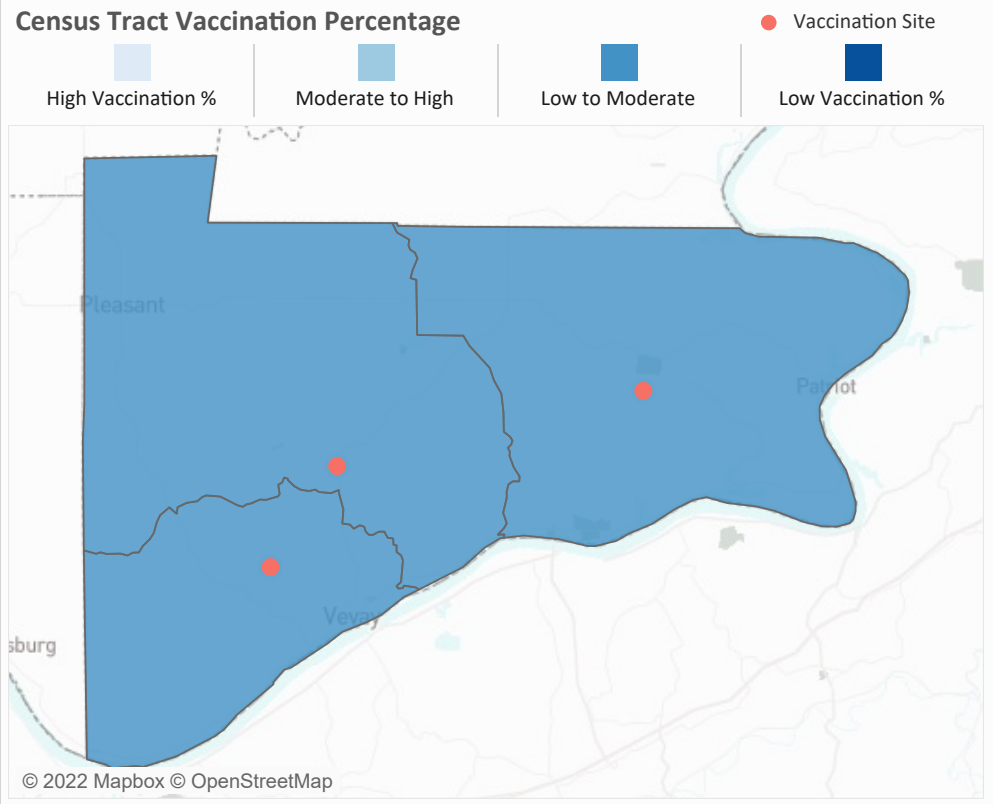 Census Tract Vaccination Percentage
Vaccination Site
High Vaccination %
Moderate to High
Low to Moderate
Low Vaccination %
Pleasant
Patriot
Vevay
sburg
© 2022 Mapbox © OpenStreetMap